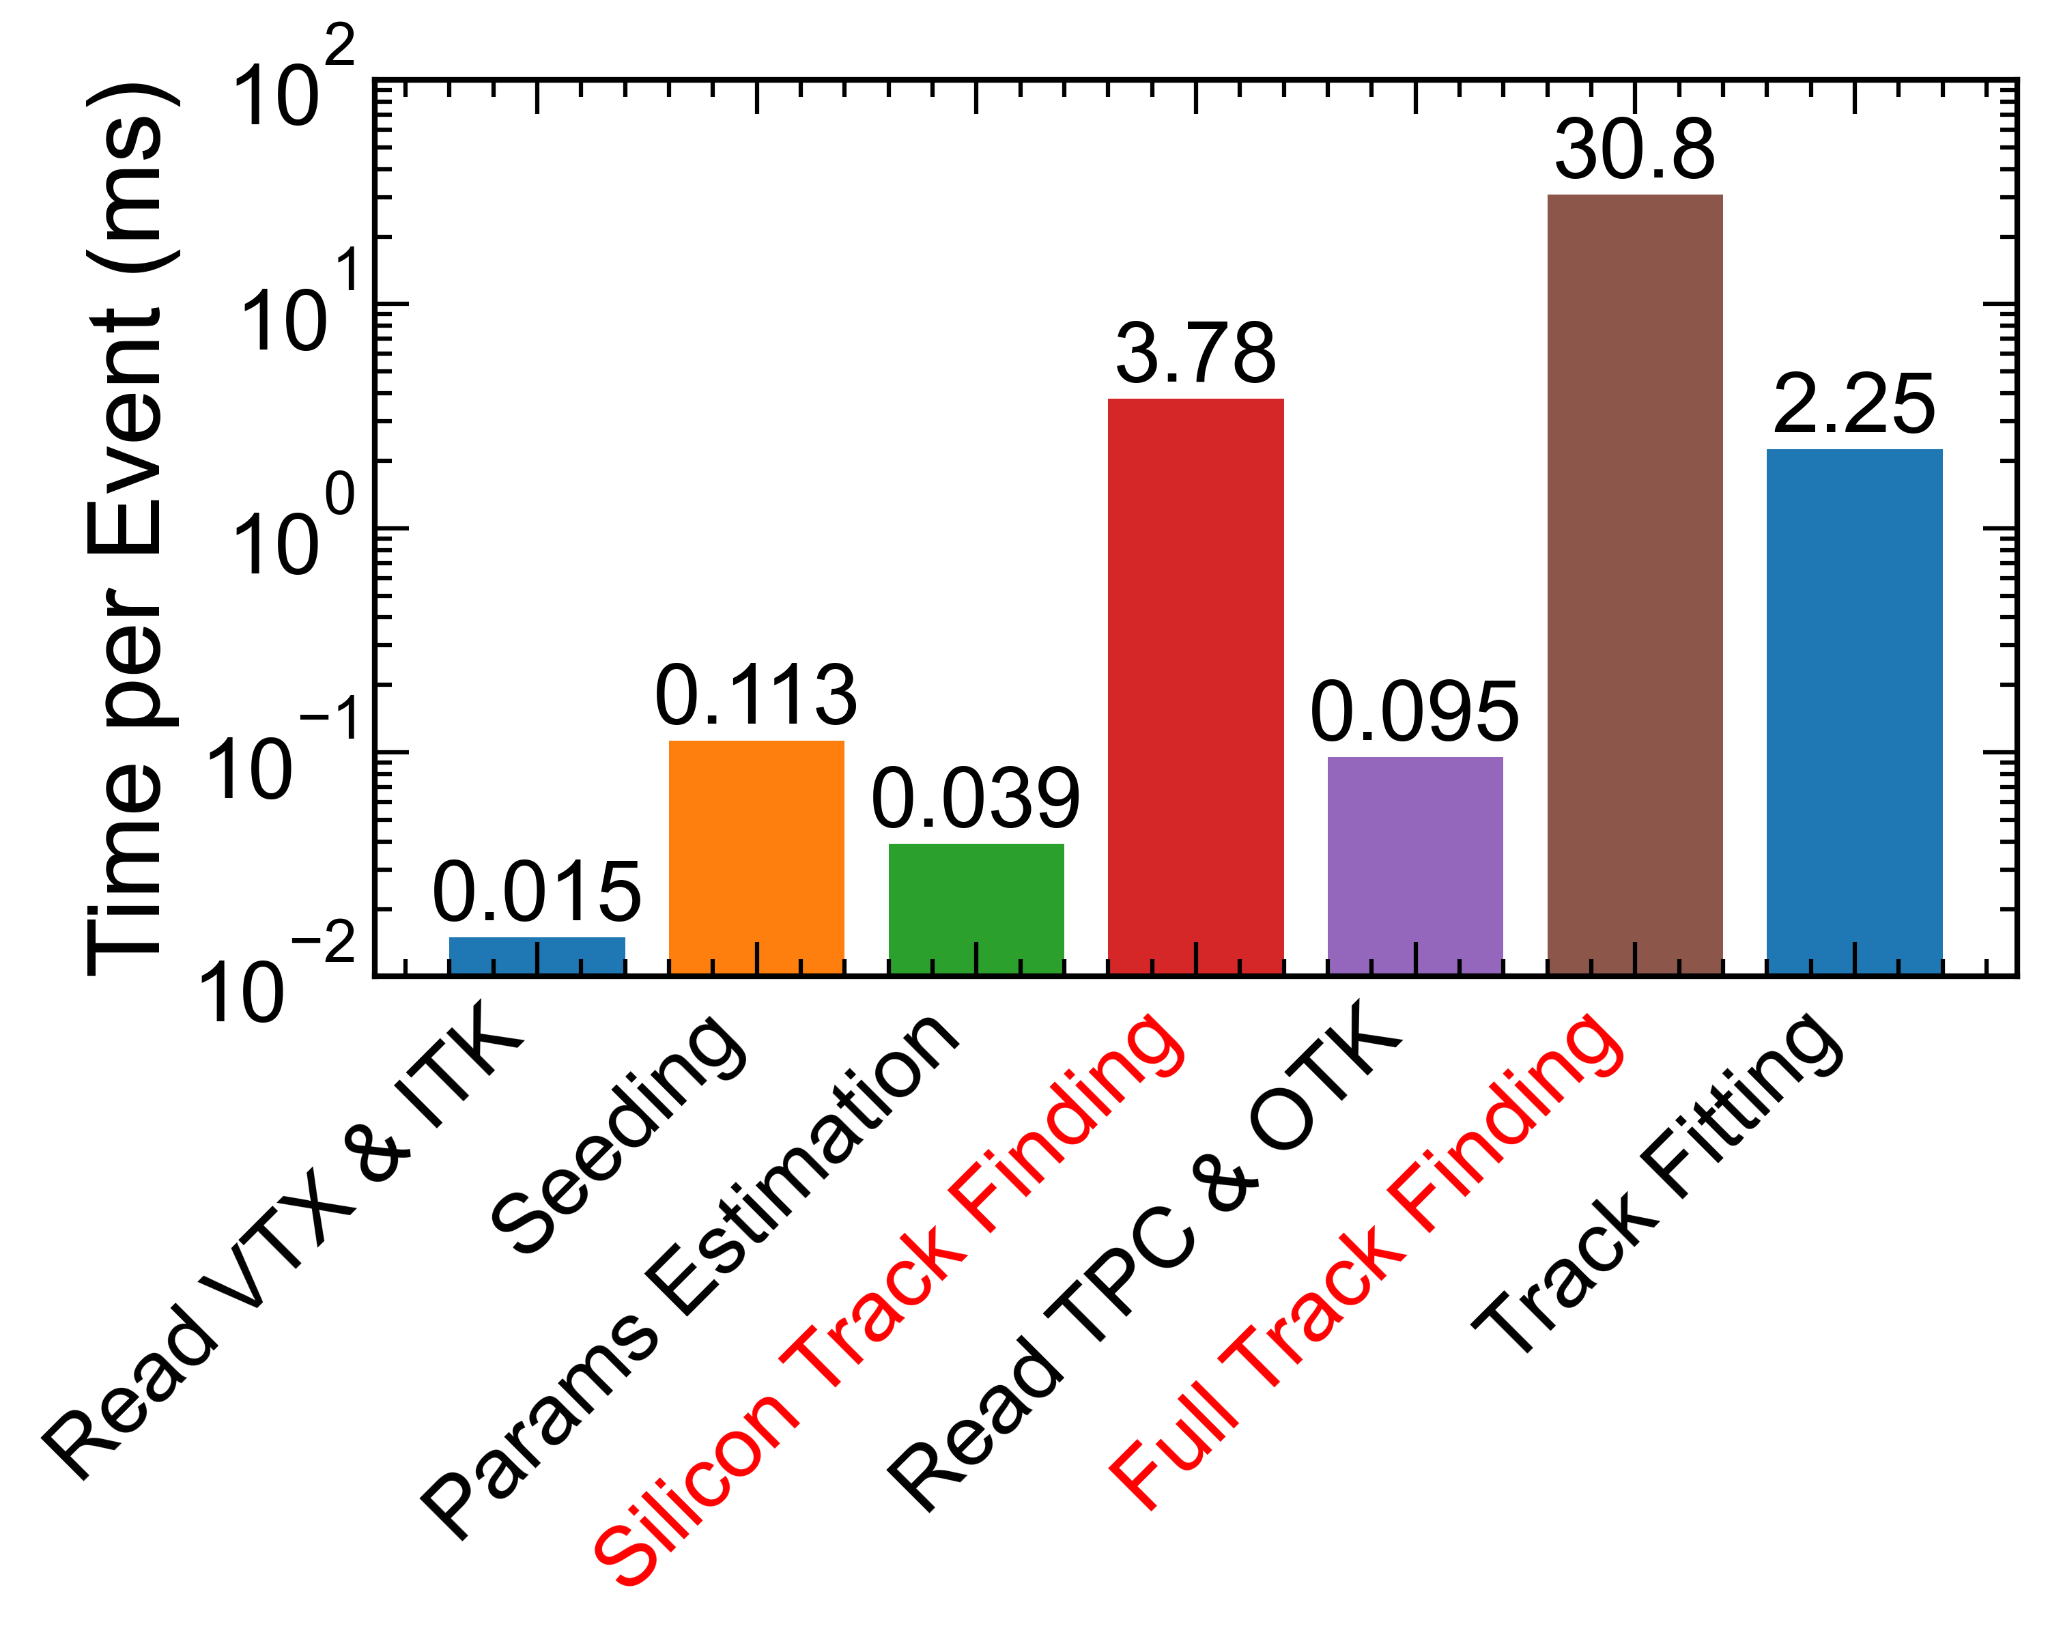 Time per Event (ms)
10^2
10^1
10^0
10^−1
10^−2
0.015
0.113
0.039
3.78
0.095
30.8
2.25
Read VTX & ITK
Seeding
Params Estimation
Silicon Track Finding
Read TPC & OTK
Full Track Finding
Track Fitting